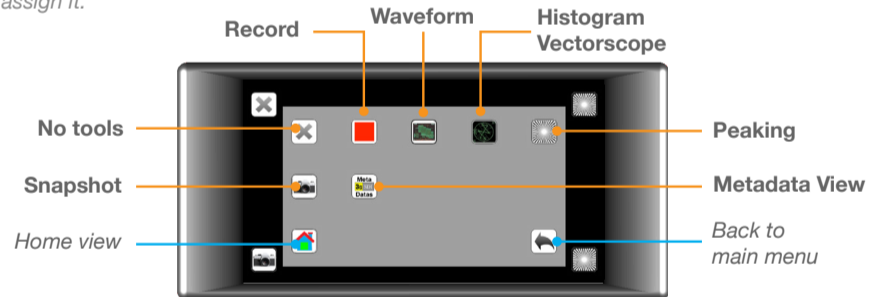 assign it.
Record
Waveform
Histogram
Vectorscope
No tools
Peaking
Snapshot
Meta
Datas
Metadata View
Home view
Back to
main menu